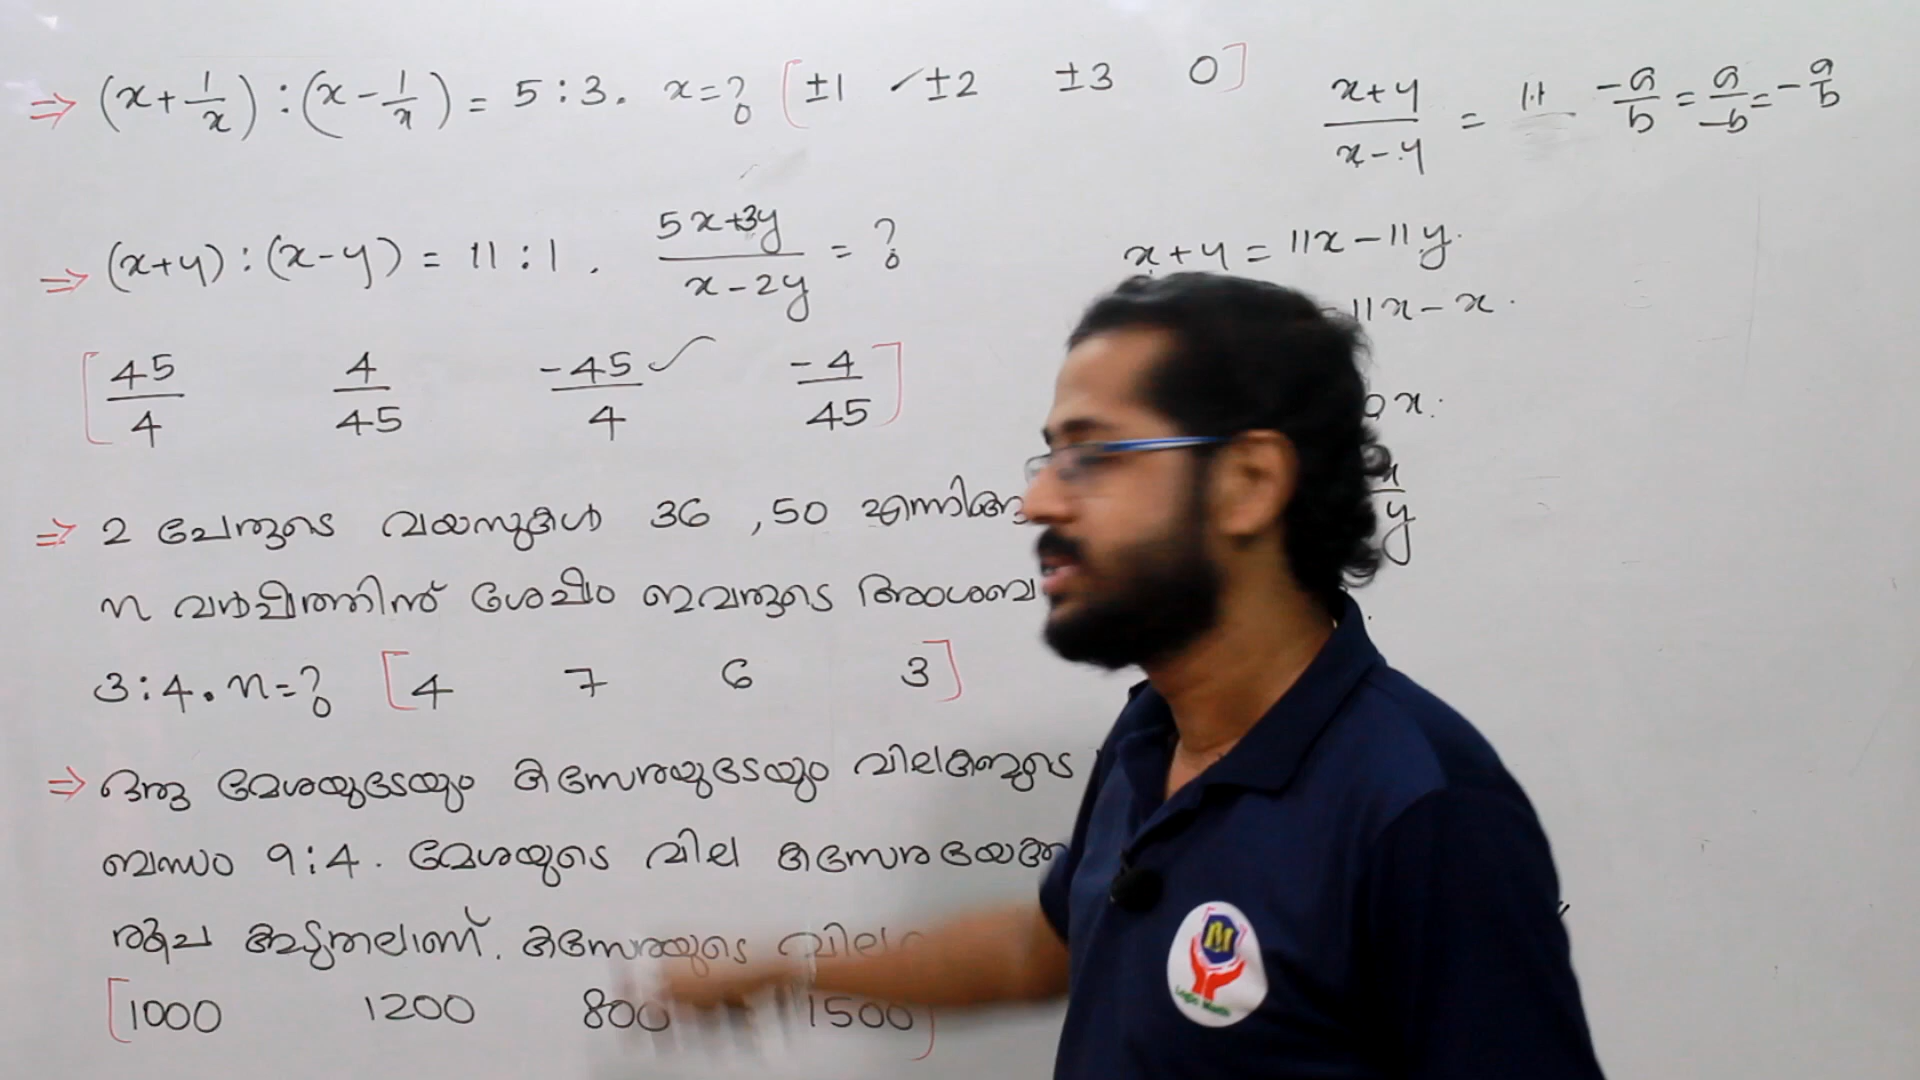 ⇒ (x+1/x) : (x-1/x) = 5:3. x=? [±1 ✓±2 ±3 0]
⇒ (x+y) : (x-y) = 11:1. (5x+3y)/(x-2y) = ?
[45/4 4/45 -45/4 ✓ -4/45]
⇒ 2 പേരുടെ വയസുകൾ 36, 50 എന്നിങ്ങ
n വർഷത്തിന് ശേഷം ഇവരുടെ അംശബ
3:4. n=? [4 7 6 3]
⇒ ഒരു മേശയുടേയും കസേരയുടേയും വിലകളുടെ
ബന്ധം 9:4. മേശയുടെ വില കസേരയേ
രൂപ കൂടുതലാണ്. കസേരയുടെ വില
[1000 1200 800 1500]
(x+y)/(x-y) = 11 -a/b = a/-b = -a/b
x+y = 11x-11y.
11x-x.
x.
x/y
M
Logic Math